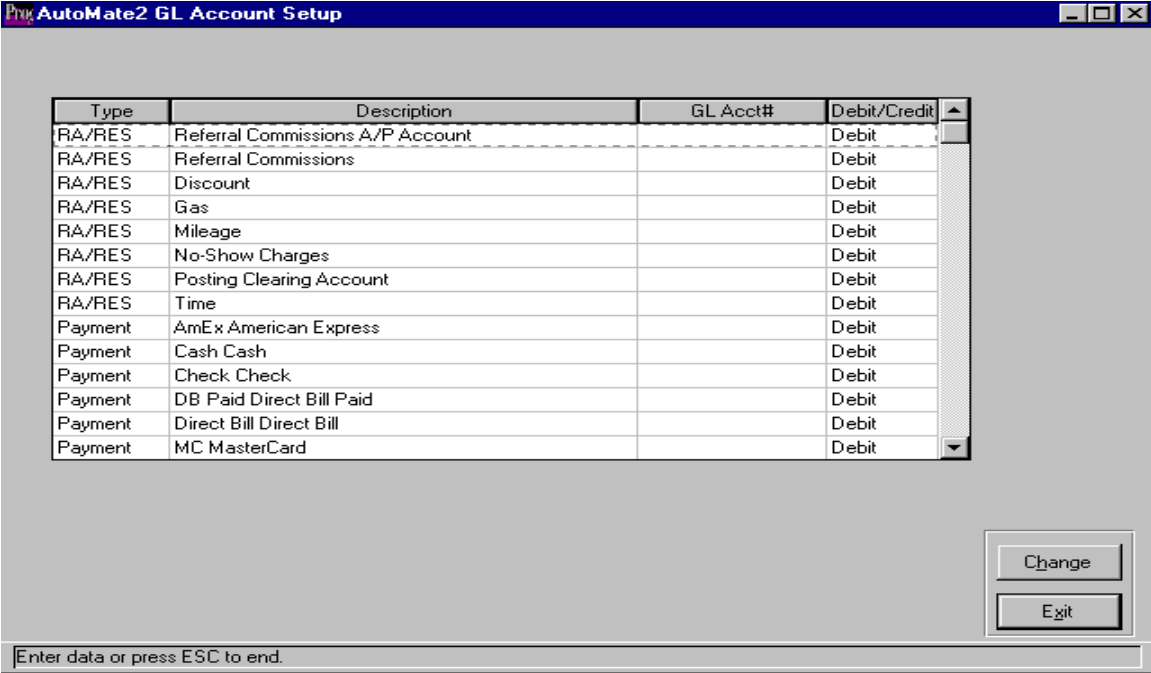 Prog AutoMate2 GL Account Setup
Type Description GL Acct# Debit/Credit
RA/RES Referral Commissions A/P Account Debit
RA/RES Referral Commissions Debit
RA/RES Discount Debit
RA/RES Gas Debit
RA/RES Mileage Debit
RA/RES No-Show Charges Debit
RA/RES Posting Clearing Account Debit
RA/RES Time Debit
Payment AmEx American Express Debit
Payment Cash Cash Debit
Payment Check Check Debit
Payment DB Paid Direct Bill Paid Debit
Payment Direct Bill Direct Bill Debit
Payment MC MasterCard Debit
Change
Exit
Enter data or press ESC to end.